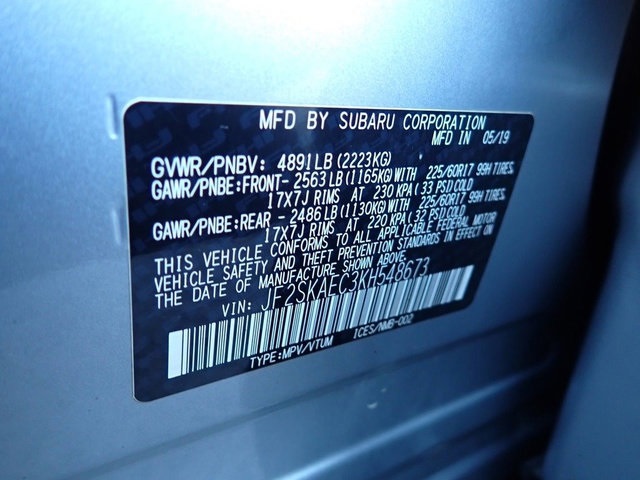 MFD BY SUBARU CORPORATION
MFD IN 05/19
GVWR/PNBV: 4891LB (2223KG)
GAWR/PNBE:FRONT- 2563LB (1165KG)WITH 225/60R17 99H TIRES,
17X7J RIMS AT 230 KPA (33 PSI)COLD
GAWR/PNBE:REAR - 2486LB (1130KG)WITH 225/60R17 99H TIRES,
17X7J RIMS AT 220 KPA (32 PSI)COLD
THIS VEHICLE CONFORMS TO ALL APPLICABLE FEDERAL MOTOR
VEHICLE SAFETY AND THEFT PREVENTION STANDARDS IN EFFECT ON
THE DATE OF MANUFACTURE SHOWN ABOVE.
VIN: JF2SKAEC3KH548673
TYPE:MPV/VTUM ICES/NMB-002